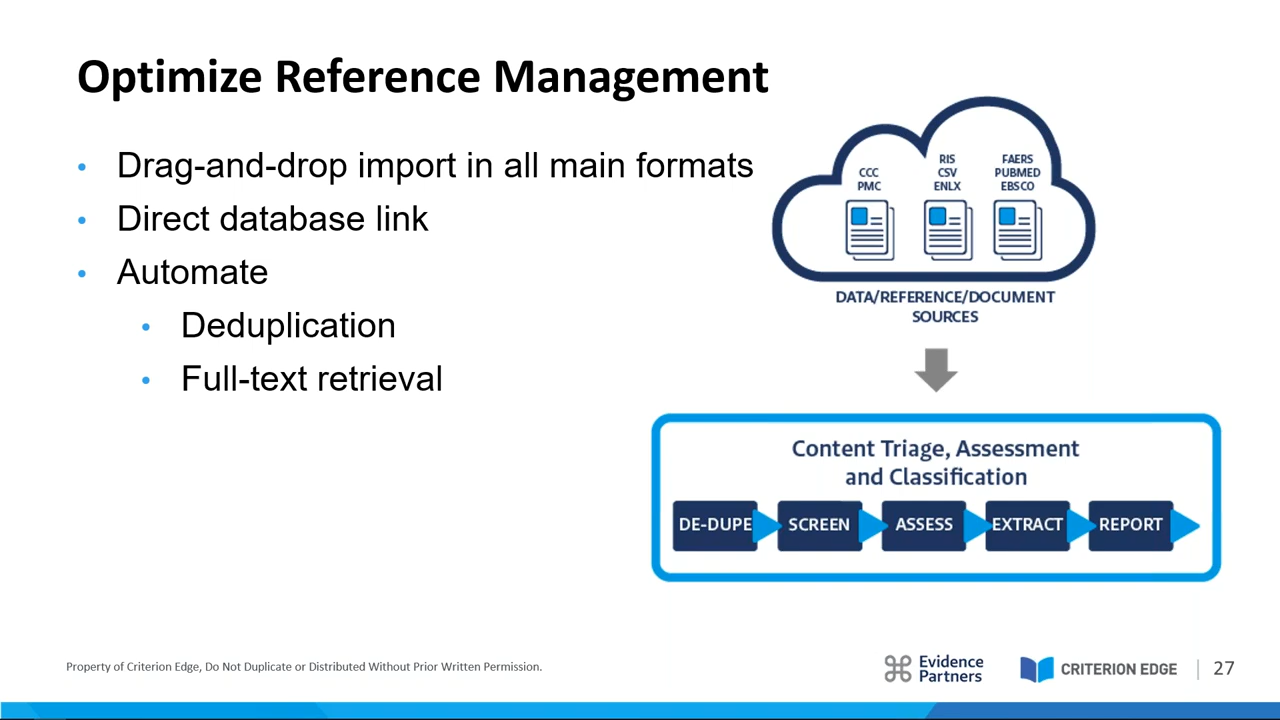 Optimize Reference Management
• Drag-and-drop import in all main formats
• Direct database link
• Automate
• Deduplication
• Full-text retrieval
CCC
PMC
RIS
CSV
ENLX
FAERS
PUBMED
EBSCO
DATA/REFERENCE/DOCUMENT
SOURCES
Content Triage, Assessment
and Classification
DE-DUPE
SCREEN
ASSESS
EXTRACT
REPORT
Property of Criterion Edge, Do Not Duplicate or Distributed Without Prior Written Permission.
Evidence
Partners
CRITERION EDGE
27